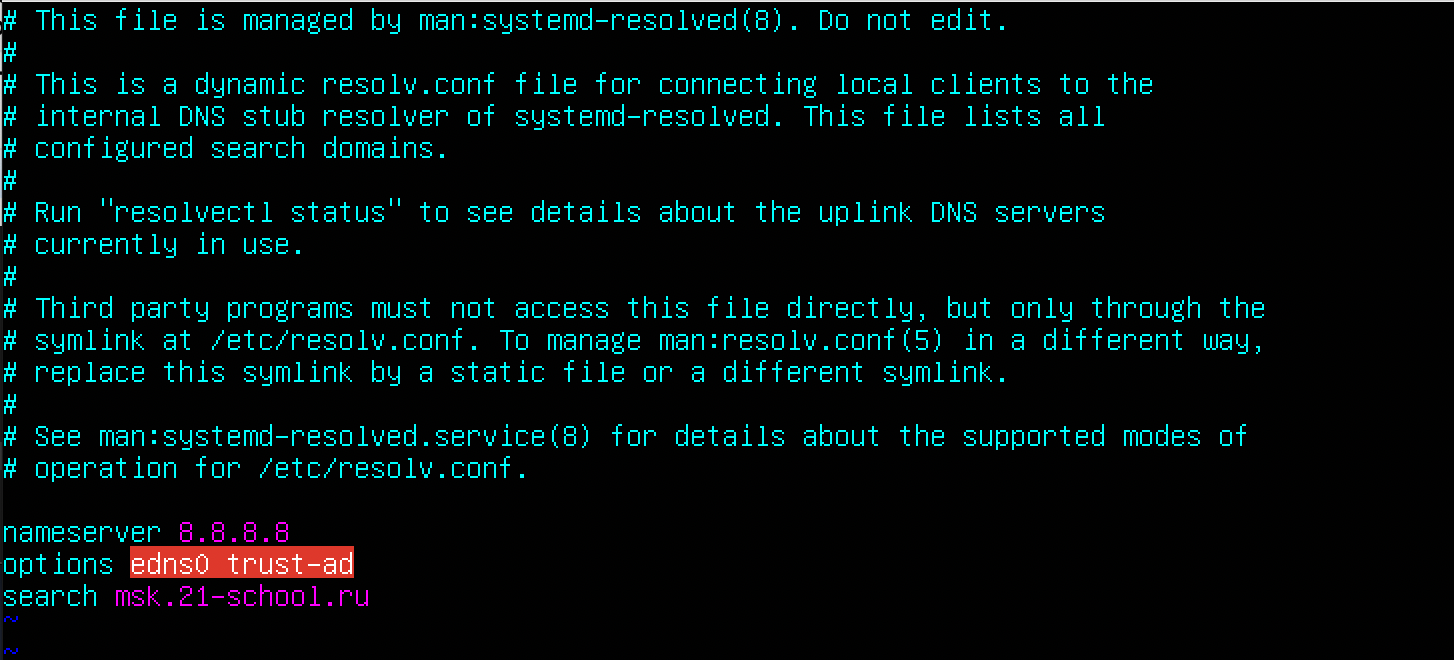 # This file is managed by man:systemd-resolved(8). Do not edit.
#
# This is a dynamic resolv.conf file for connecting local clients to the
# internal DNS stub resolver of systemd-resolved. This file lists all
# configured search domains.
#
# Run "resolvectl status" to see details about the uplink DNS servers
# currently in use.
#
# Third party programs must not access this file directly, but only through the
# symlink at /etc/resolv.conf. To manage man:resolv.conf(5) in a different way,
# replace this symlink by a static file or a different symlink.
#
# See man:systemd-resolved.service(8) for details about the supported modes of
# operation for /etc/resolv.conf.

nameserver 8.8.8.8
options edns0 trust-ad
search msk.21-school.ru
~
~